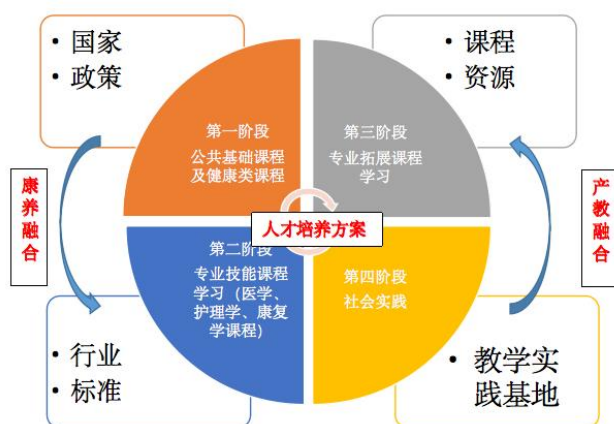 国家
政策
课程
资源
第一阶段
公共基础课程
及健康类课程
第三阶段
专业拓展课程
学习
康养融合
人才培养方案
产教融合
第二阶段
专业技能课程
学习（医学、
护理学、康复
学课程）
第四阶段
社会实践
行业
标准
教学实
践基地